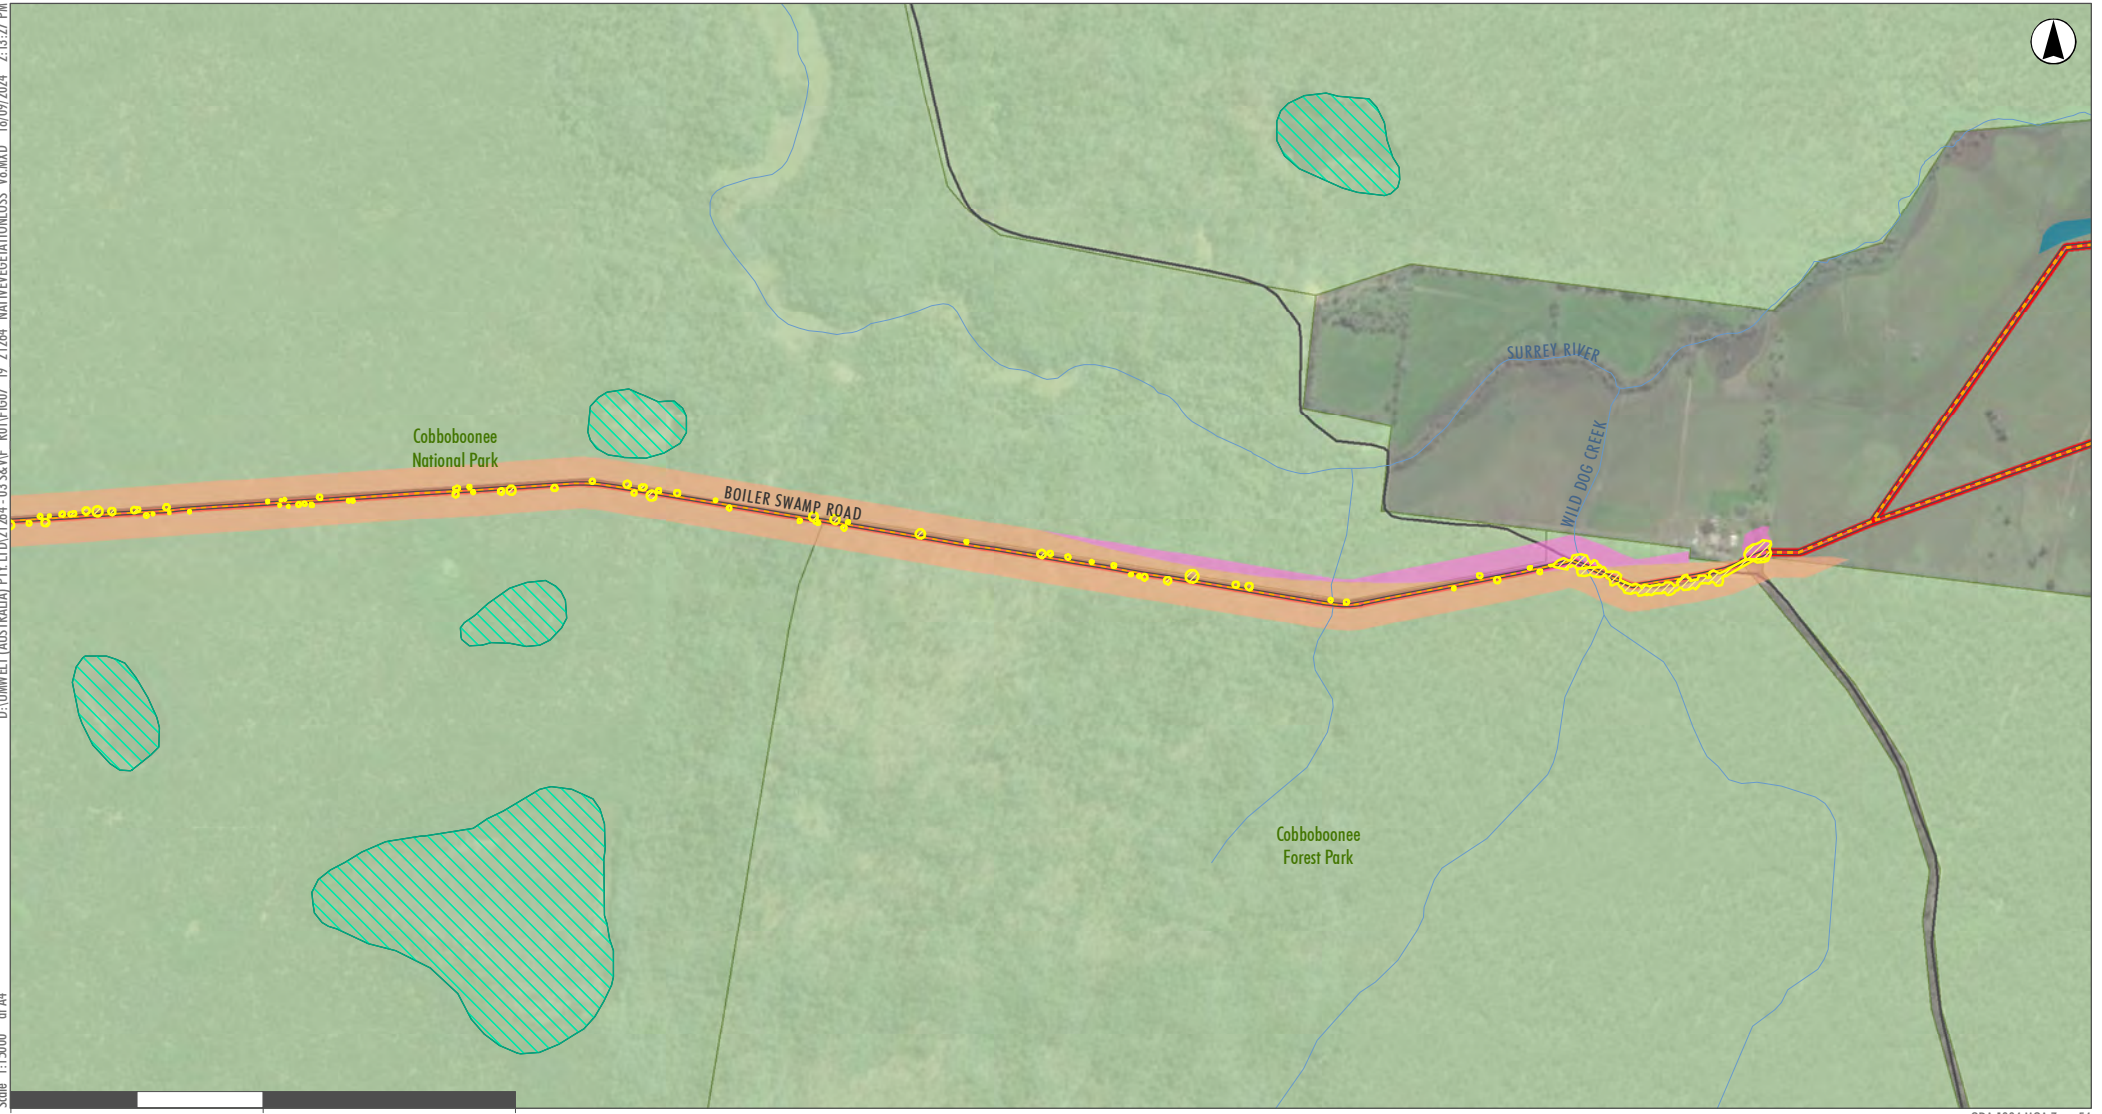 SURREY RIVER
WILD DOG CREEK
Cobboboonee
National Park
BOILER SWAMP ROAD
Cobboboonee
Forest Park